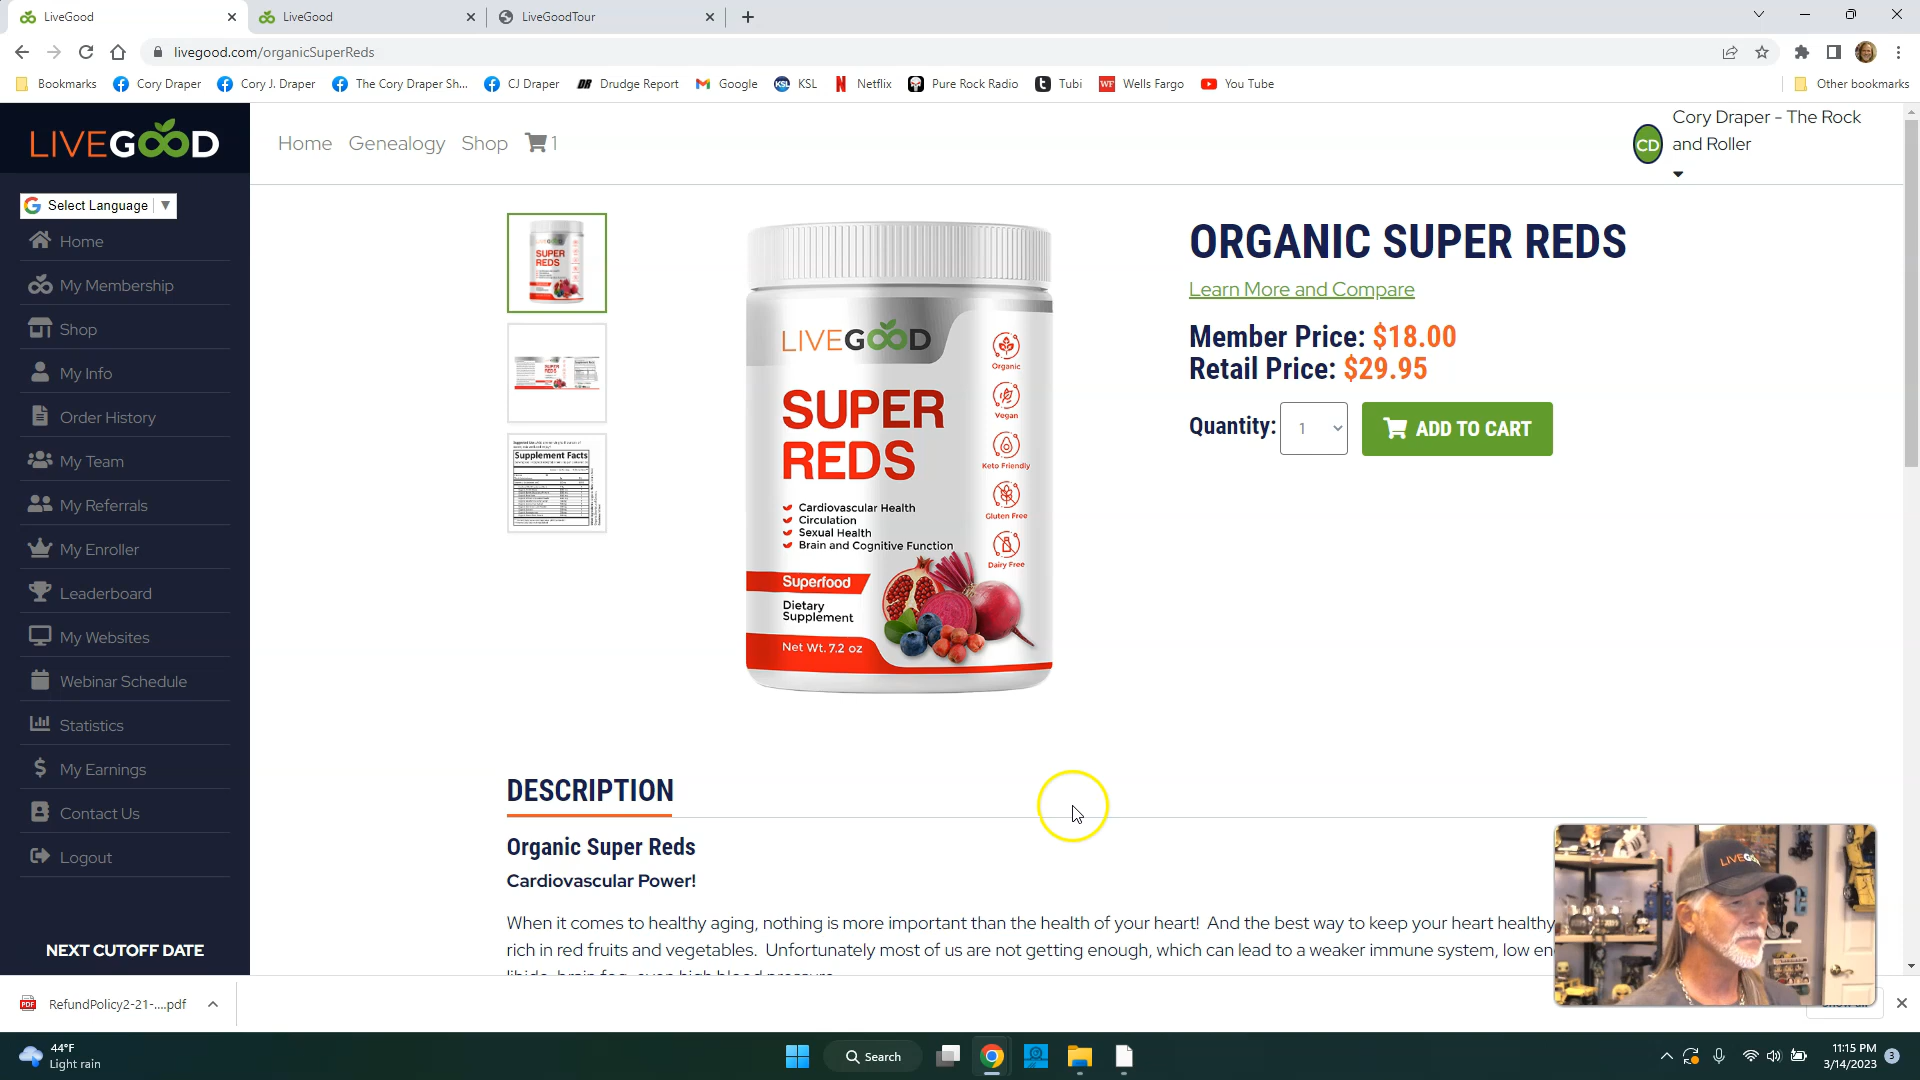 LiveGood
LiveGood
LiveGoodTour
livegood.com/organicSuperReds
Bookmarks
Cory Draper
Cory J. Draper
The Cory Draper Sh...
CJ Draper
Drudge Report
Google
KSL
Netflix
Pure Rock Radio
Tubi
Wells Fargo
You Tube
Other bookmarks
LIVEGOOD
Home
Genealogy
Shop
1
CD
Cory Draper - The Rock
and Roller
Select Language
Home
My Membership
Shop
My Info
Order History
My Team
My Referrals
My Enroller
Leaderboard
My Websites
Webinar Schedule
Statistics
My Earnings
Contact Us
Logout
NEXT CUTOFF DATE
SUPER
REDS
Supplement Facts
LIVEGOOD
SUPER
REDS
Cardiovascular Health
Circulation
Sexual Health
Brain and Cognitive Function
Superfood
Dietary
Supplement
Net Wt. 7.2 oz
Organic
Vegan
Keto Friendly
Gluten Free
Dairy Free
ORGANIC SUPER REDS
Learn More and Compare
Member Price: $18.00
Retail Price: $29.95
Quantity: 1
ADD TO CART
DESCRIPTION
Organic Super Reds
Cardiovascular Power!
When it comes to healthy aging, nothing is more important than the health of your heart! And the best way to keep your heart healthy
rich in red fruits and vegetables. Unfortunately most of us are not getting enough, which can lead to a weaker immune system, low en
RefundPolicy2-21-....pdf
44°F
Light rain
Search
11:15 PM
3/14/2023
3